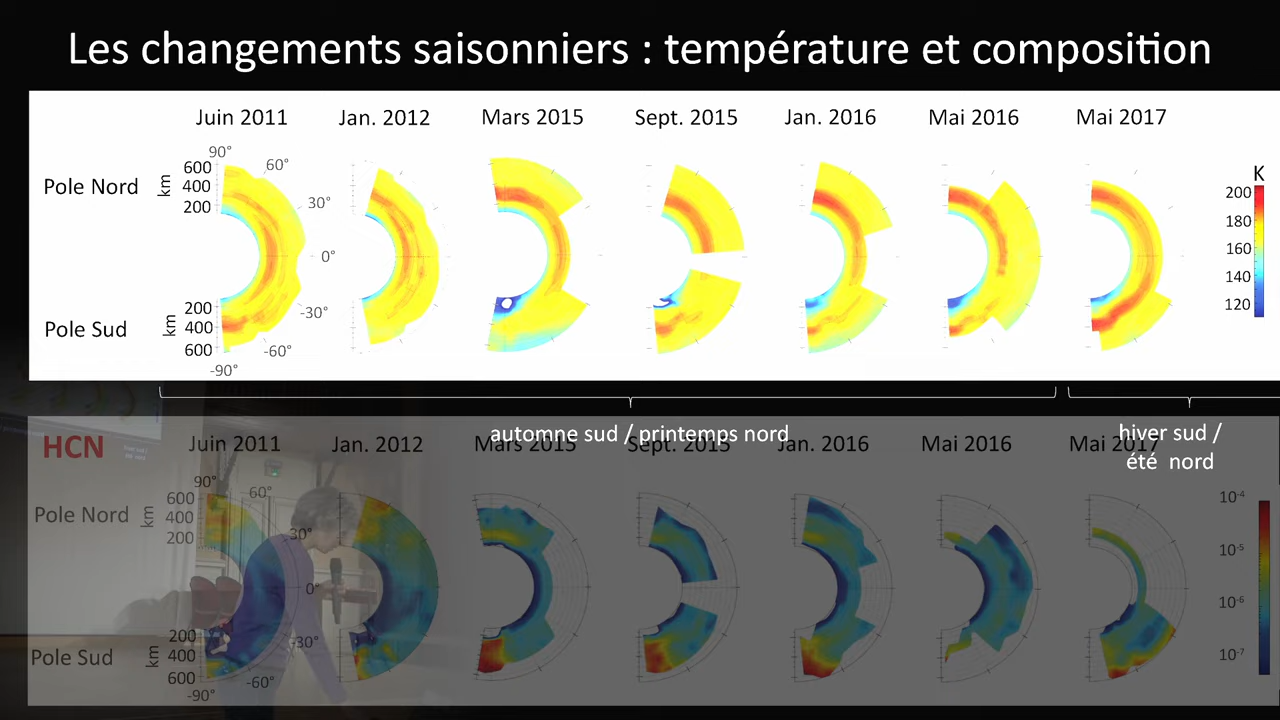 Les changements saisonniers : température et composition
Juin 2011 Jan. 2012 Mars 2015 Sept. 2015 Jan. 2016 Mai 2016 Mai 2017
90°
60°
30°
0°
-30°
-60°
-90°
Pole Nord
km
600
400
200
Pole Sud
km
200
400
600
K
200
180
160
140
120
automne sud / printemps nord
hiver sud /
été nord
HCN
Juin 2011 Jan. 2012 Mars 2015 Sept. 2015 Jan. 2016 Mai 2016 Mai 2017
90°
60°
30°
0°
-30°
-60°
-90°
Pole Nord
km
600
400
200
Pole Sud
km
200
400
600
10-4
10-5
10-6
10-7